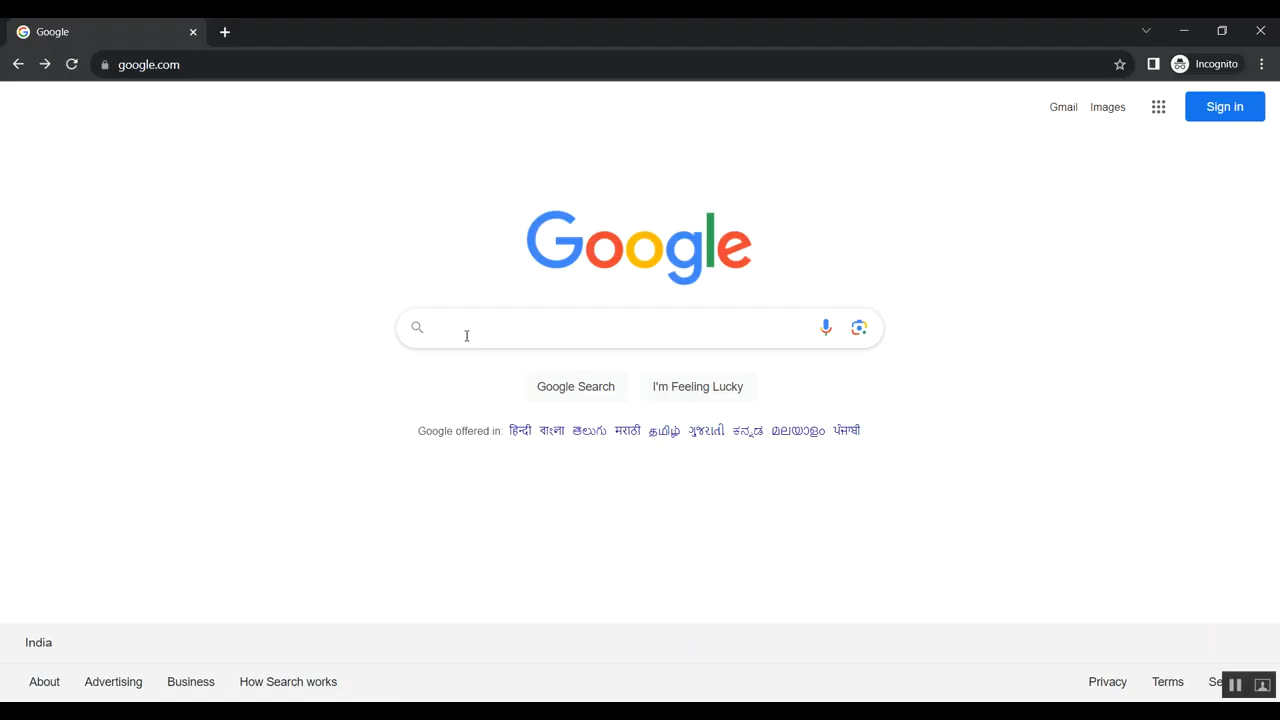 Google
google.com
Incognito
Gmail Images Sign in
Google
Google Search I'm Feeling Lucky
Google offered in: हिन्दी বাংলা తెలుగు मराठी தமிழ் ગુજરાતી ಕನ್ನಡ മലയാളം ਪੰਜਾਬੀ
India
About Advertising Business How Search works Privacy Terms